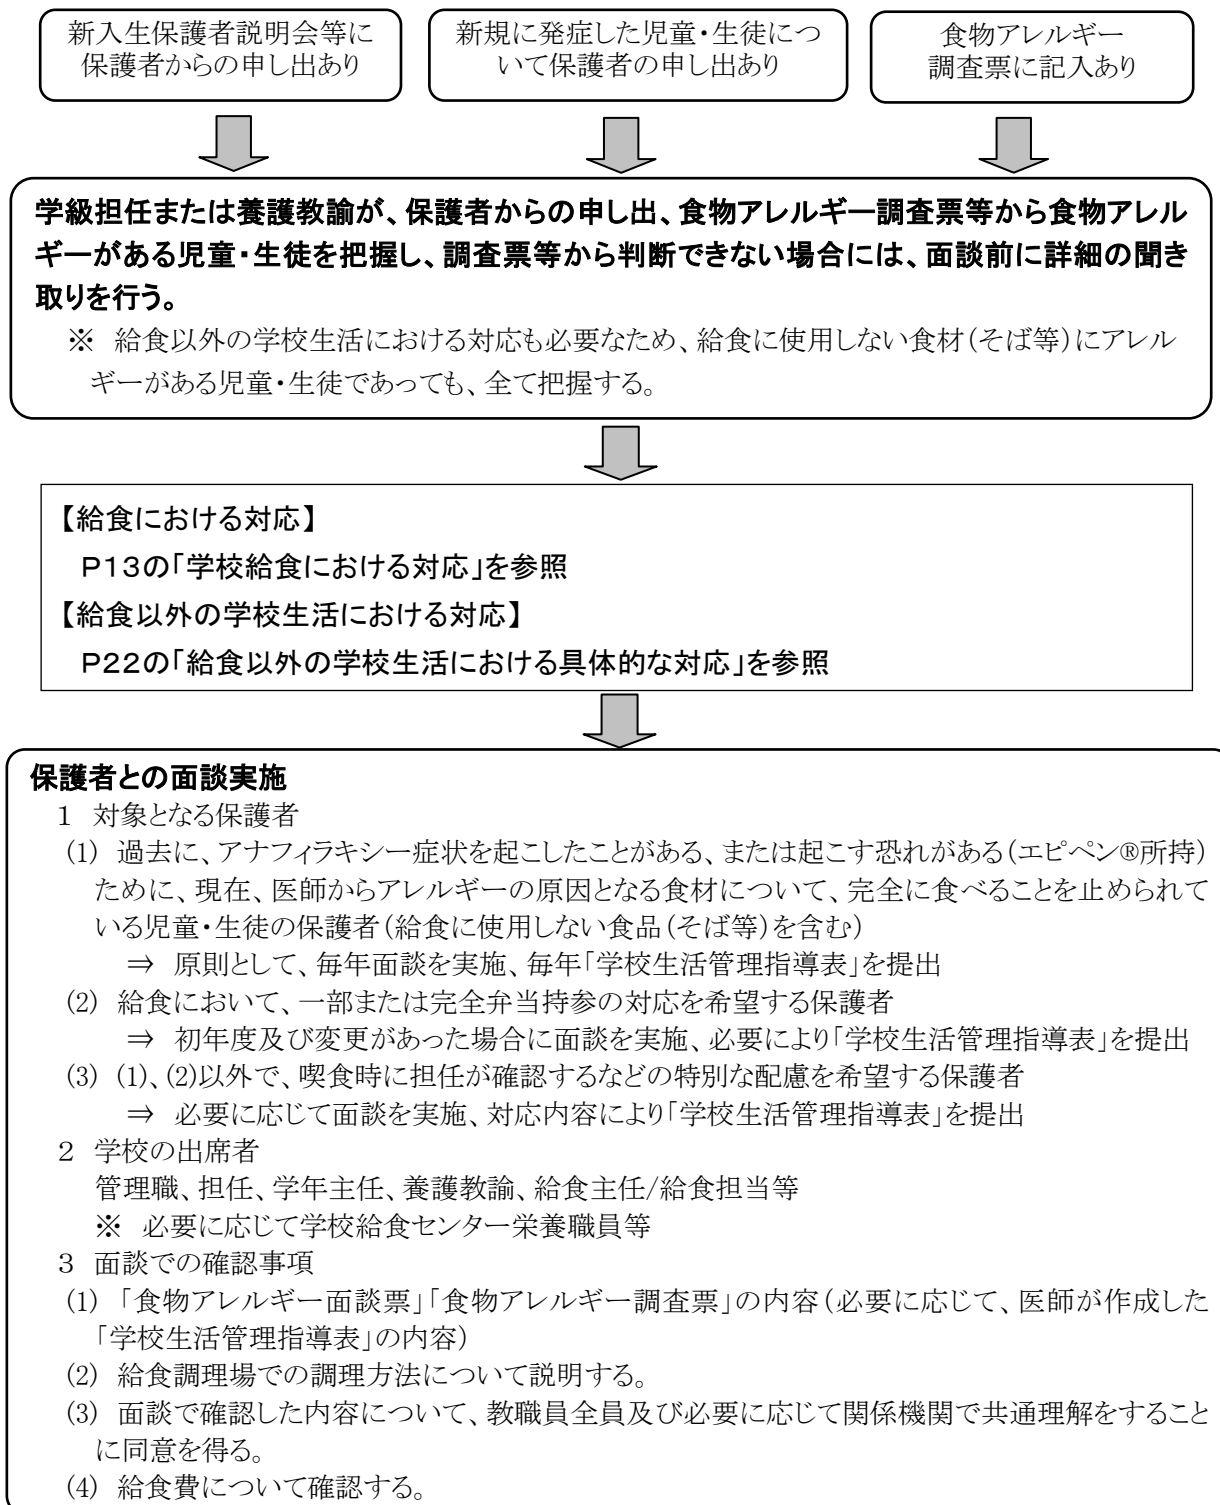 新入生保護者説明会等に
保護者からの申し出あり
新規に発症した児童・生徒につ
いて保護者の申し出あり
食物アレルギー
調査票に記入あり
学級担任または養護教諭が、保護者からの申し出、食物アレルギー調査票等から食物アレル
ギーがある児童・生徒を把握し、調査票等から判断できない場合には、面談前に詳細の聞き
取りを行う。
※ 給食以外の学校生活における対応も必要なため、給食に使用しない食材(そば等)にアレル
ギーがある児童・生徒であっても、全て把握する。
【給食における対応】
P13の「学校給食における対応」を参照
【給食以外の学校生活における対応】
P22の「給食以外の学校生活における具体的な対応」を参照
保護者との面談実施
1 対象となる保護者
(1) 過去に、アナフィラキシー症状を起こしたことがある、または起こす恐れがある(エピペン®所持)
ために、現在、医師からアレルギーの原因となる食材について、完全に食べることを止められて
いる児童・生徒の保護者(給食に使用しない食品(そば等)を含む)
⇒ 原則として、毎年面談を実施、毎年「学校生活管理指導表」を提出
(2) 給食において、一部または完全弁当持参の対応を希望する保護者
⇒ 初年度及び変更があった場合に面談を実施、必要により「学校生活管理指導表」を提出
(3) (1)、(2)以外で、喫食時に担任が確認するなどの特別な配慮を希望する保護者
⇒ 必要に応じて面談を実施、対応内容により「学校生活管理指導表」を提出
2 学校の出席者
管理職、担任、学年主任、養護教諭、給食主任/給食担当等
※ 必要に応じて学校給食センター栄養職員等
3 面談での確認事項
(1) 「食物アレルギー面談票」「食物アレルギー調査票」の内容(必要に応じて、医師が作成した
「学校生活管理指導表」の内容)
(2) 給食調理場での調理方法について説明する。
(3) 面談で確認した内容について、教職員全員及び必要に応じて関係機関で共通理解をすること
に同意を得る。
(4) 給食費について確認する。